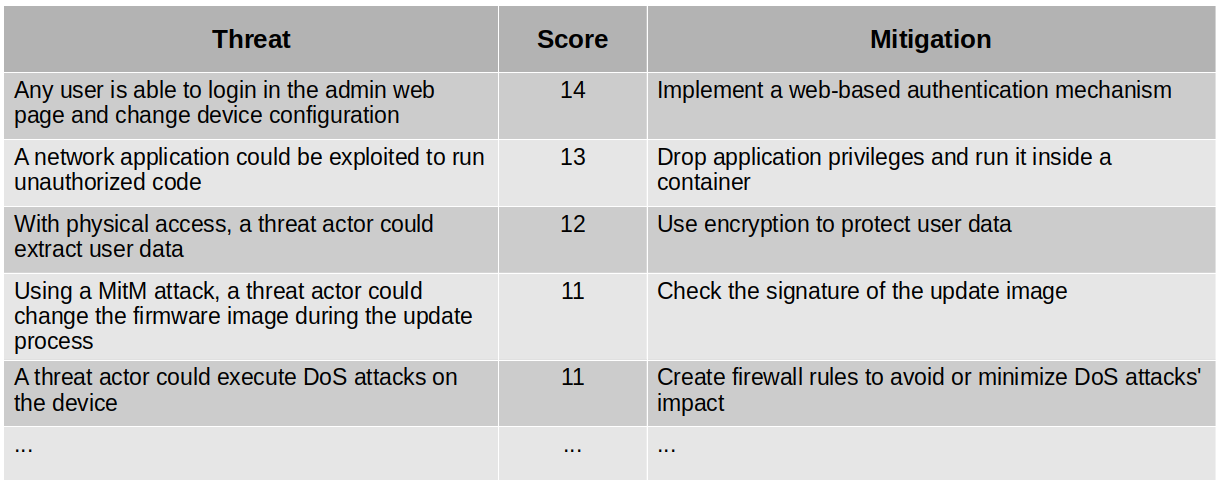 Threat
Score
Mitigation
Any user is able to login in the admin web
page and change device configuration
14
Implement a web-based authentication mechanism
A network application could be exploited to run
unauthorized code
13
Drop application privileges and run it inside a
container
With physical access, a threat actor could
extract user data
12
Use encryption to protect user data
Using a MitM attack, a threat actor could
change the firmware image during the update
process
11
Check the signature of the update image
A threat actor could execute DoS attacks on
the device
11
Create firewall rules to avoid or minimize DoS attacks'
impact
...
...
...